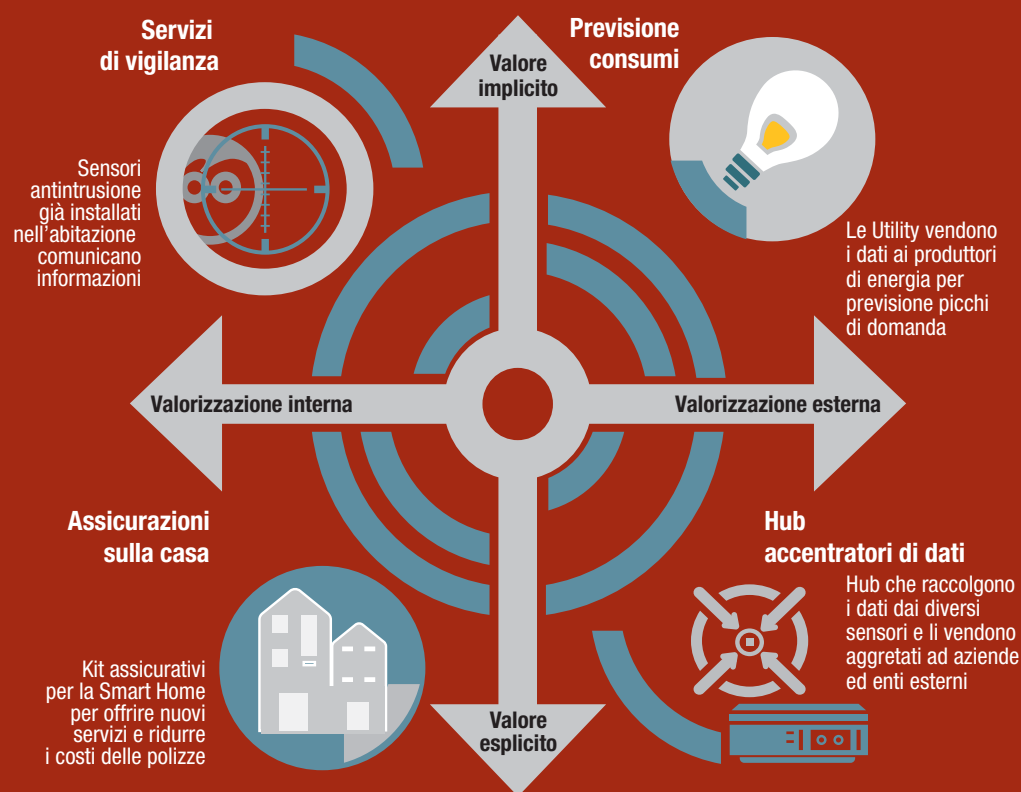 Servizi
di vigilanza
Sensori
antintrusione
già installati
nell'abitazione
comunicano
informazioni
Valore
implicito
Previsione
consumi
Le Utility vendono
i dati ai produttori
di energia per
previsione picchi
di domanda
Valorizzazione interna
Valorizzazione esterna
Assicurazioni
sulla casa
Kit assicurativi
per la Smart Home
per offrire nuovi
servizi e ridurre
i costi delle polizze
Valore
esplicito
Hub
accentratori di dati
Hub che raccolgono
i dati dai diversi
sensori e li vendono
aggretati ad aziende
ed enti esterni